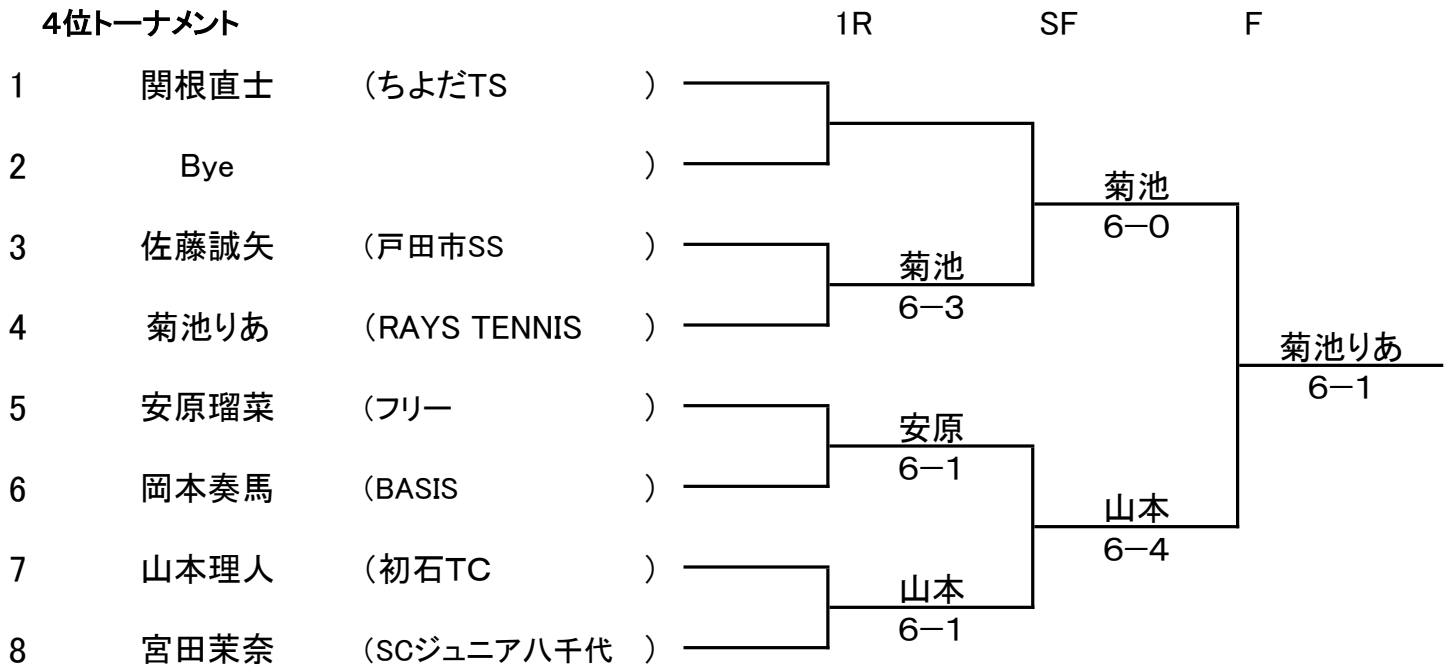 4位トーナメント 1R SF F
1 関根直士 (ちよだTS )
2 Bye )
菊池
6-0
3 佐藤誠矢 (戸田市SS )
菊池
6-3
4 菊池りあ (RAYS TENNIS )
菊池りあ
6-1
5 安原瑠菜 (フリー )
安原
6-1
6 岡本奏馬 (BASIS )
山本
6-4
7 山本理人 (初石TC )
山本
6-1
8 宮田茉奈 (SCジュニア八千代 )